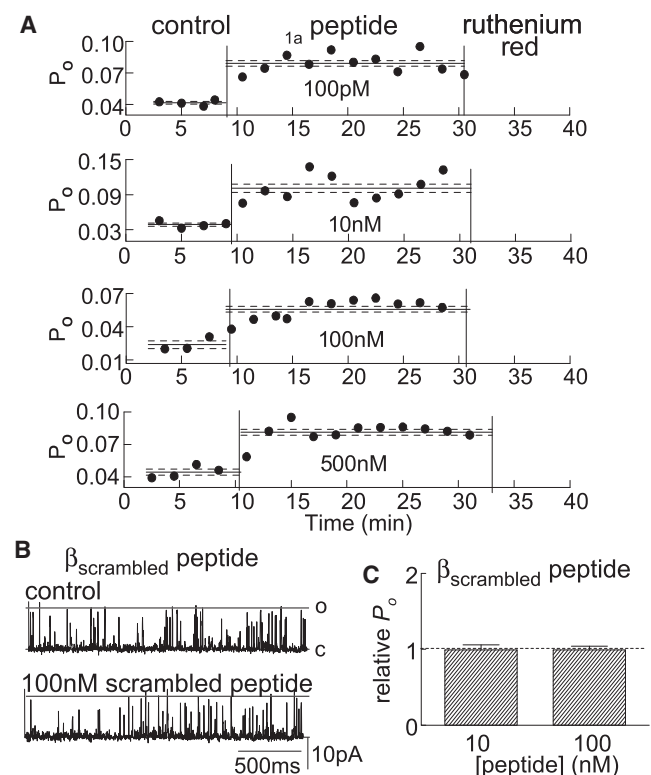 A
control peptide ruthenium red
1a
Po
0.10
0.07
0.04
100pM
0 5 10 15 20 25 30 35 40
Po
0.15
0.09
0.03
10nM
0 5 10 15 20 25 30 35 40
Po
0.07
0.04
0.01
100nM
0 5 10 15 20 25 30 35 40
Po
0.10
0.07
0.04
500nM
0 5 10 15 20 25 30 35 40
Time (min)
B
βscrambled peptide
control
o
c
100nM scrambled peptide
10pA
500ms
C
βscrambled peptide
relative Po
2
1
0
10 100
[peptide] (nM)